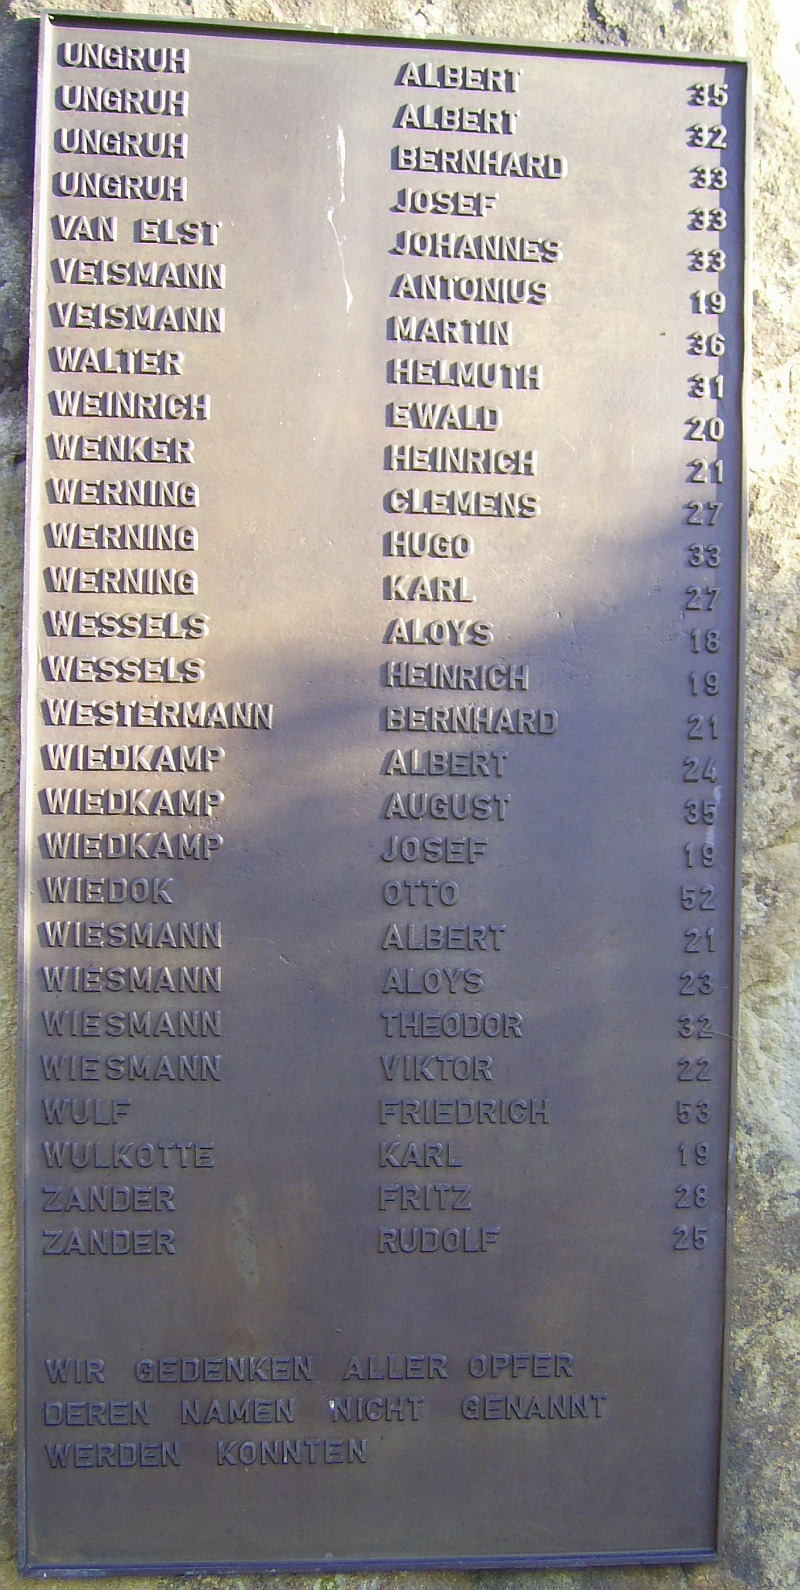 UNGRUH ALBERT 35
UNGRUH ALBERT 32
UNGRUH BERNHARD 33
UNGRUH JOSEF 33
VAN ELST JOHANNES 33
VEISMANN ANTONIUS 19
VEISMANN MARTIN 36
WALTER HELMUTH 31
WEINRICH EWALD 20
WENKER HEINRICH 21
WERNING CLEMENS 27
WERNING HUGO 33
WERNING KARL 27
WESSELS ALOYS 18
WESSELS HEINRICH 19
WESTERMANN BERNHARD 21
WIEDKAMP ALBERT 24
WIEDKAMP AUGUST 35
WIEDKAMP JOSEF 19
WIEDOK OTTO 52
WIESMANN ALBERT 21
WIESMANN ALOYS 23
WIESMANN THEODOR 32
WIESMANN VIKTOR 22
WULF FRIEDRICH 53
WULKOTTE KARL 19
ZANDER FRITZ 28
ZANDER RUDOLF 25
WIR GEDENKEN ALLER OPFER
DEREN NAMEN NICHT GENANNT
WERDEN KONNTEN